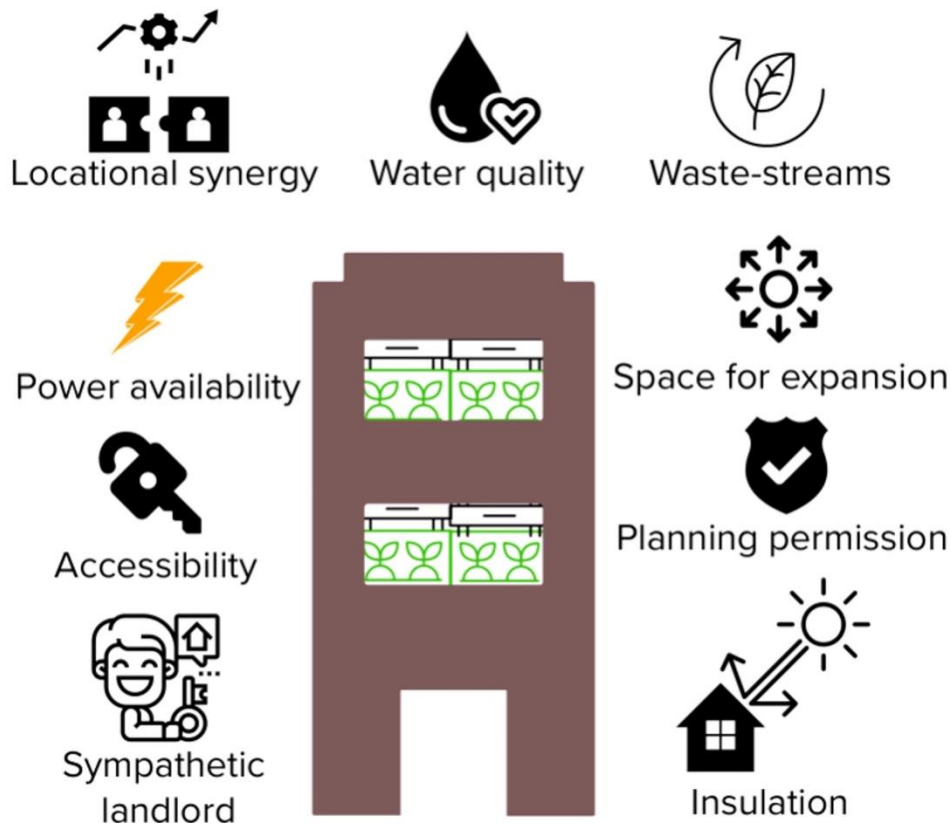 Locational synergy
Water quality
Waste-streams
Power availability
Space for expansion
Accessibility
Planning permission
Sympathetic
landlord
Insulation